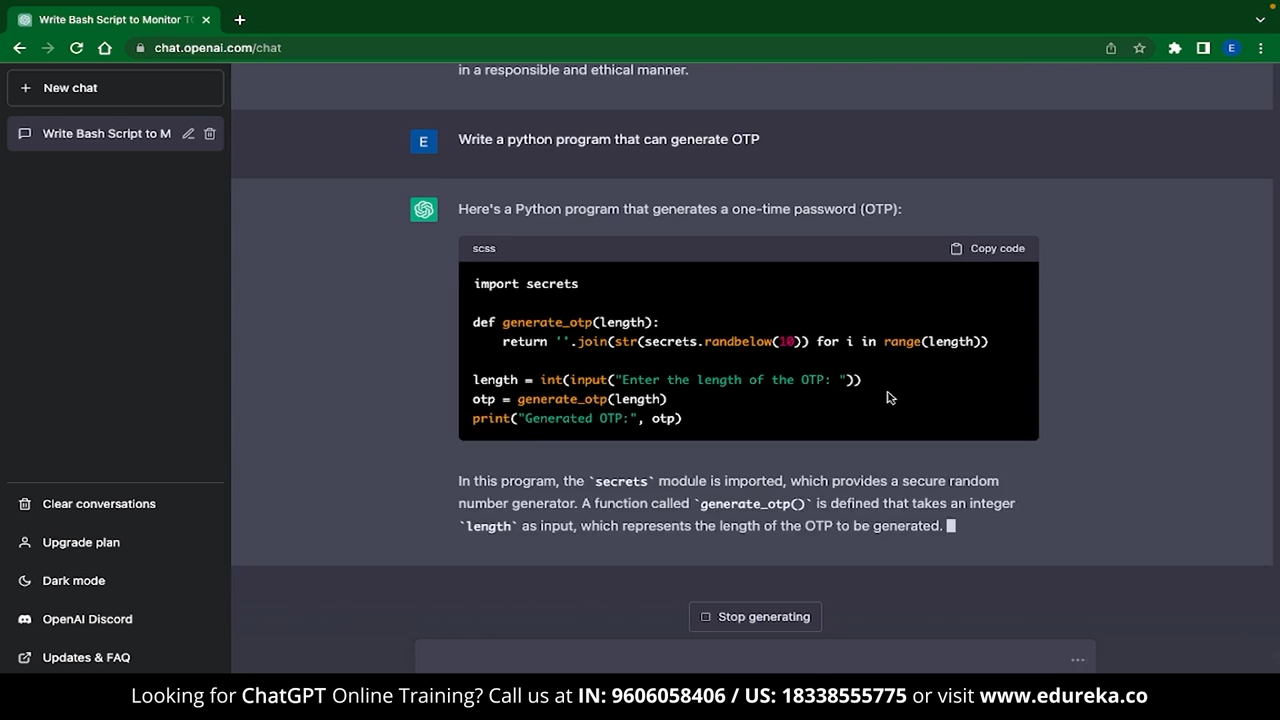 Write Bash Script to Monitor TC
chat.openai.com/chat
E
New chat
Write Bash Script to M
in a responsible and ethical manner.
E
Write a python program that can generate OTP
Here's a Python program that generates a one-time password (OTP):
scss
Copy code
import secrets
def generate_otp(length):
    return ''.join(str(secrets.randbelow(10)) for i in range(length))
length = int(input("Enter the length of the OTP: "))
otp = generate_otp(length)
print("Generated OTP:", otp)
In this program, the `secrets` module is imported, which provides a secure random
number generator. A function called `generate_otp()` is defined that takes an integer
`length` as input, which represents the length of the OTP to be generated.
Clear conversations
Upgrade plan
Dark mode
OpenAI Discord
Updates & FAQ
Stop generating
Looking for ChatGPT Online Training? Call us at IN: 9606058406 / US: 18338555775 or visit www.edureka.co